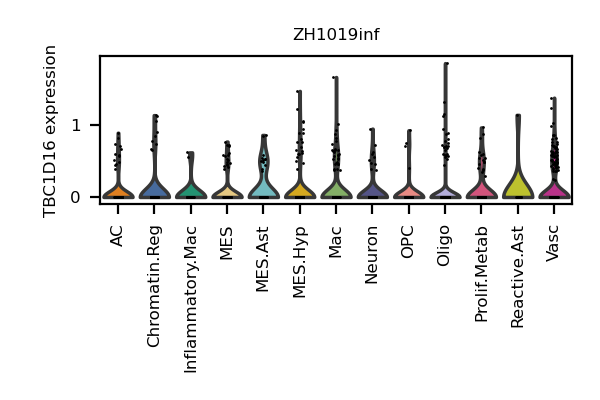 ZH1019inf
TBC1D16 expression
1
0
AC
Chromatin.Reg
Inflammatory.Mac
MES
MES.Ast
MES.Hyp
Mac
Neuron
OPC
Oligo
Prolif.Metab
Reactive.Ast
Vasc